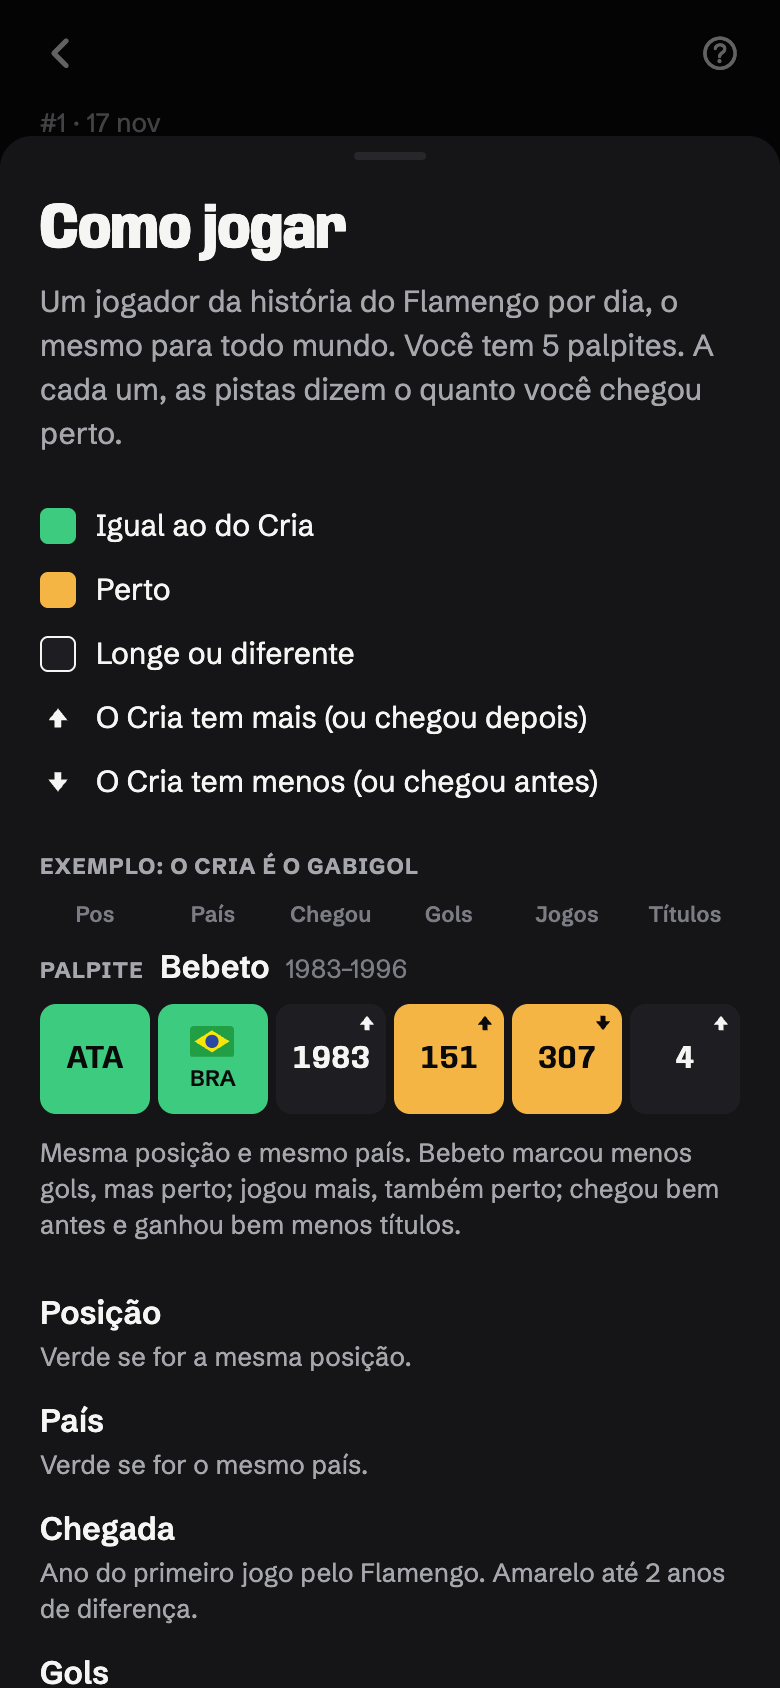 #1 · 17 nov
Como jogar
Um jogador da história do Flamengo por dia, o
mesmo para todo mundo. Você tem 5 palpites. A
cada um, as pistas dizem o quanto você chegou
perto.
Igual ao do Cria
Perto
Longe ou diferente
O Cria tem mais (ou chegou depois)
O Cria tem menos (ou chegou antes)
EXEMPLO: O CRIA É O GABIGOL
Pos País Chegou Gols Jogos Títulos
PALPITE Bebeto 1983–1996
ATA BRA 1983 151 307 4
Mesma posição e mesmo país. Bebeto marcou menos
gols, mas perto; jogou mais, também perto; chegou bem
antes e ganhou bem menos títulos.
Posição
Verde se for a mesma posição.
País
Verde se for o mesmo país.
Chegada
Ano do primeiro jogo pelo Flamengo. Amarelo até 2 anos
de diferença.
Gols